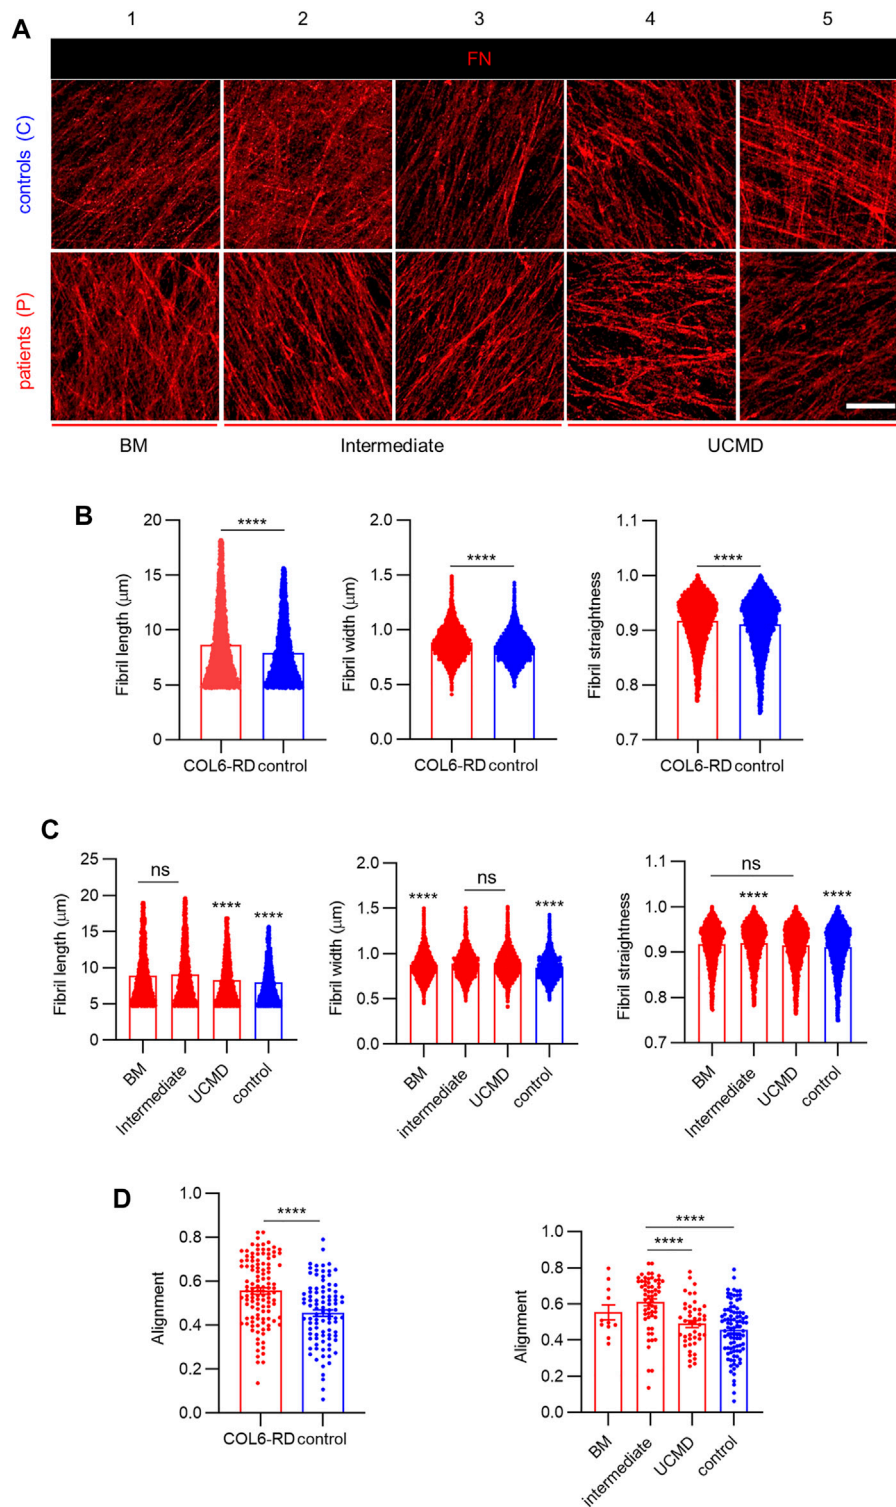 A
1 2 3 4 5
FN
controls (C)
patients (P)
BM Intermediate UCMD
B
Fibril length (μm)
20
15
10
5
0
****
COL6-RD control
Fibril width (μm)
2.0
1.5
1.0
0.5
0.0
****
COL6-RD control
Fibril straightness
1.1
1.0
0.9
0.8
0.7
****
COL6-RD control
C
Fibril length (μm)
25
20
15
10
5
0
ns
****
****
BM
Intermediate
UCMD
control
Fibril width (μm)
2.0
1.5
1.0
0.5
0.0
****
ns
****
BM
intermediate
UCMD
control
Fibril straightness
1.1
1.0
0.9
0.8
0.7
ns
****
****
BM
Intermediate
UCMD
control
D
Alignment
1.0
0.8
0.6
0.4
0.2
0.0
****
COL6-RD control
Alignment
1.0
0.8
0.6
0.4
0.2
0.0
****
****
BM
intermediate
UCMD
control